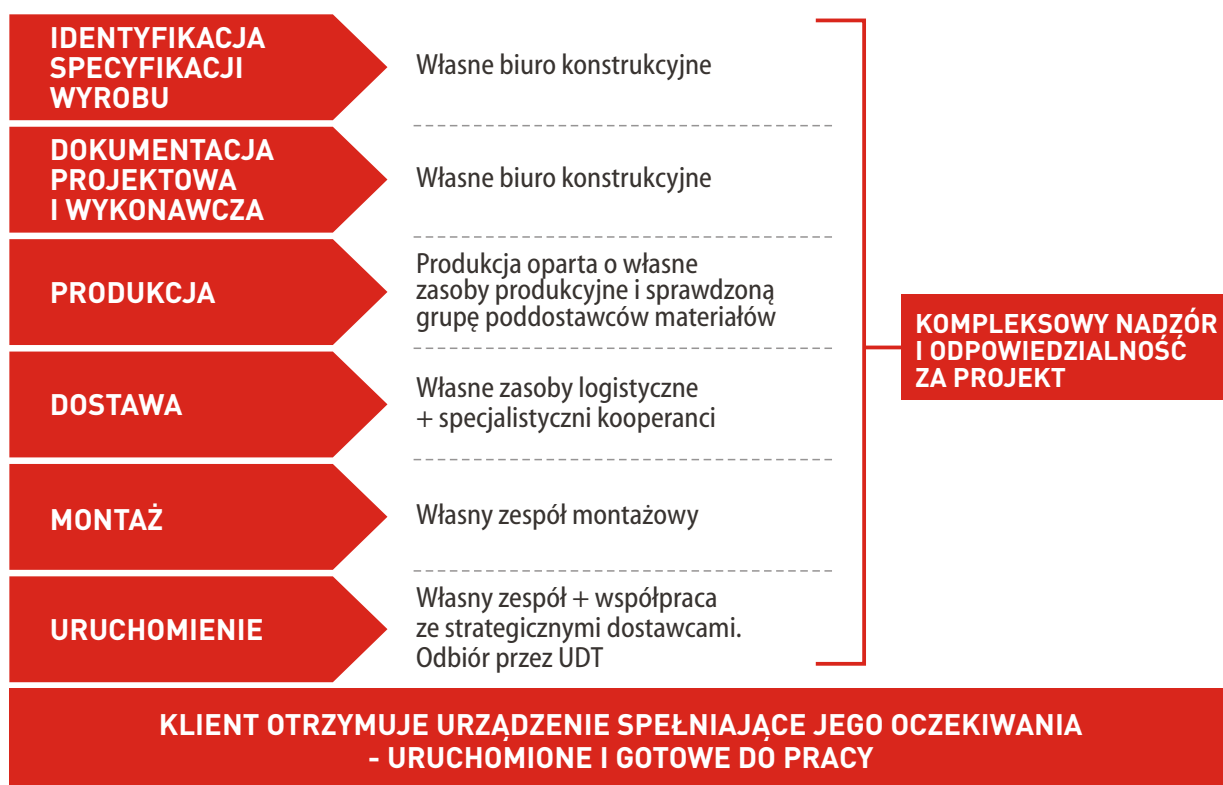 IDENTYFIKACJA
SPECYFIKACJI
WYROBU
Własne biuro konstrukcyjne
DOKUMENTACJA
PROJEKTOWA
I WYKONAWCZA
Własne biuro konstrukcyjne
PRODUKCJA
Produkcja oparta o własne
zasoby produkcyjne i sprawdzoną
grupę poddostawców materiałów
DOSTAWA
Własne zasoby logistyczne
+ specjalistyczni kooperanci
MONTAŻ
Własny zespół montażowy
URUCHOMIENIE
Własny zespół + współpraca
ze strategicznymi dostawcami.
Odbiór przez UDT
KOMPLEKSOWY NADZÓR
I ODPOWIEDZIALNOŚĆ
ZA PROJEKT
KLIENT OTRZYMUJE URZĄDZENIE SPEŁNIAJĄCE JEGO OCZEKIWANIA
- URUCHOMIONE I GOTOWE DO PRACY